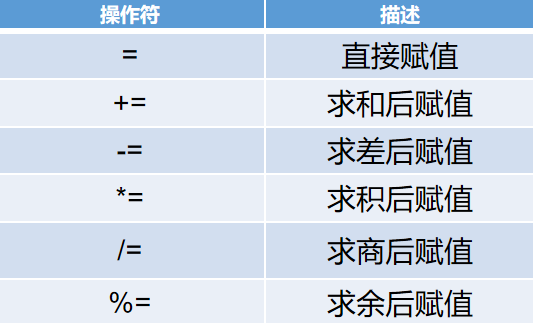 操作符 描述
= 直接赋值
+= 求和后赋值
-= 求差后赋值
*= 求积后赋值
/= 求商后赋值
%= 求余后赋值